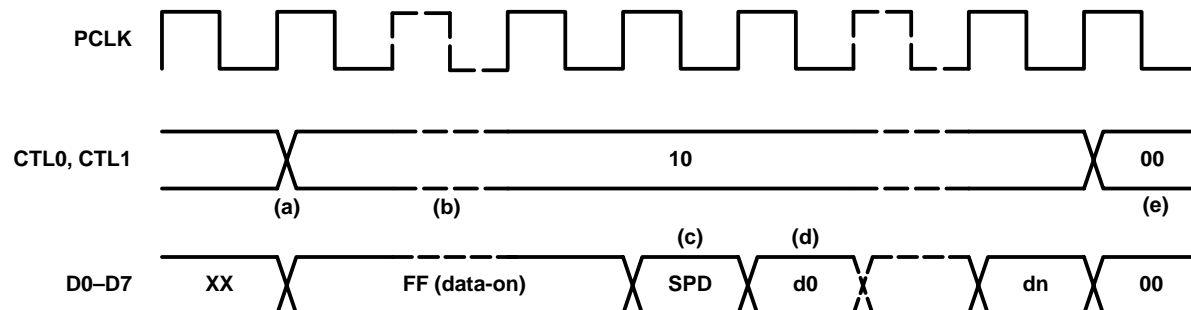 PCLK
CTL0, CTL1
10
00
(a)
(b)
(e)
(c)
(d)
D0–D7
XX
FF (data-on)
SPD
d0
dn
00